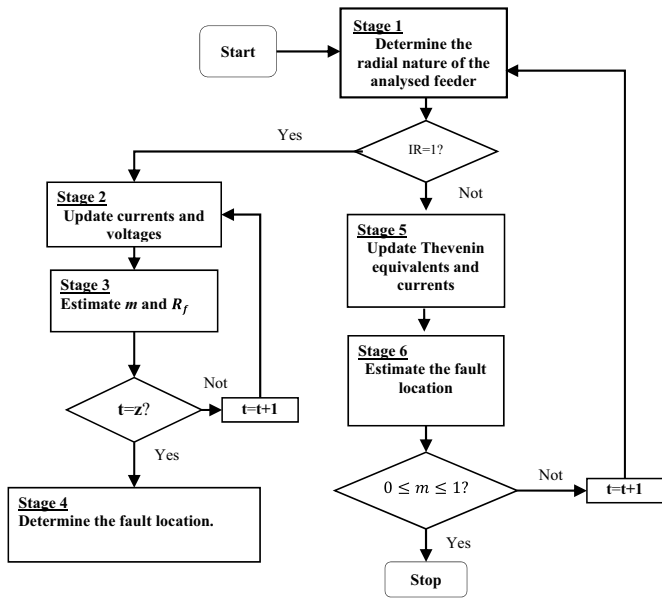 Start
Stage 1
Determine the
radial nature of the
analysed feeder
Yes
IR=1?
Not
Stage 2
Update currents and
voltages
Stage 3
Estimate m and R_f
t=z?
Not
t=t+1
Yes
Stage 4
Determine the fault location.
Stage 5
Update Thevenin
equivalents and
currents
Stage 6
Estimate the fault
location
0 ≤ m ≤ 1?
Not
t=t+1
Yes
Stop